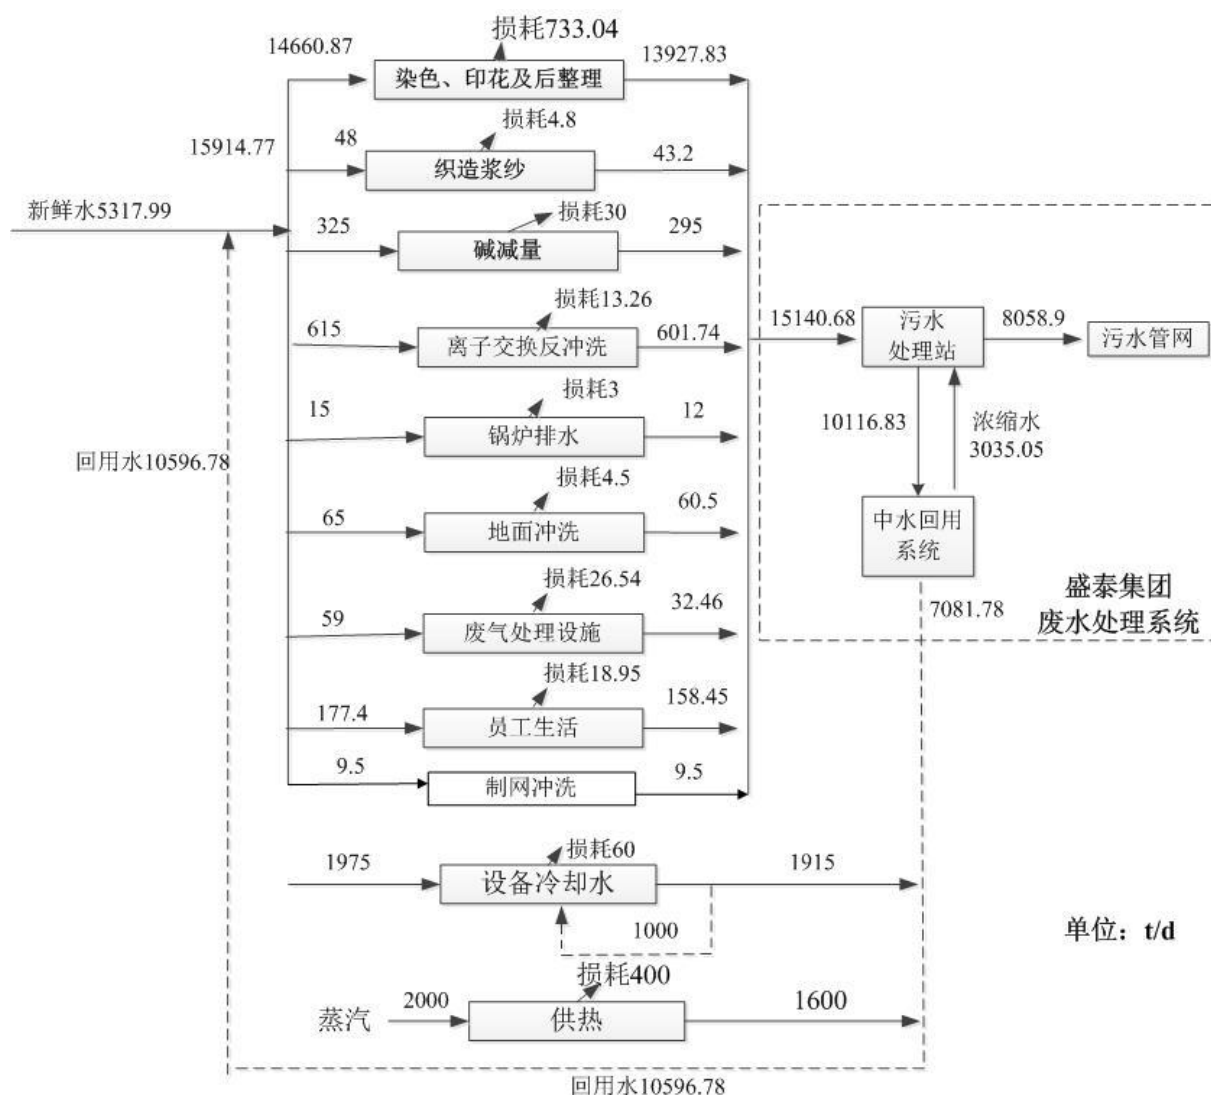 损耗733.04
14660.87
13927.83
染色、印花及后整理
损耗4.8
15914.77
48
43.2
织造浆纱
新鲜水5317.99
损耗30
325
295
碱减量
损耗13.26
615
601.74
15140.68
污水
处理站
8058.9
污水管网
离子交换反冲洗
损耗3
15
12
10116.83
浓缩水
3035.05
锅炉排水
回用水10596.78
损耗4.5
65
60.5
地面冲洗
中水回用
系统
损耗26.54
59
32.46
7081.78
盛泰集团
废水处理系统
废气处理设施
损耗18.95
177.4
158.45
员工生活
9.5
9.5
制网冲洗
损耗60
1975
1915
设备冷却水
1000
单位：t/d
损耗400
蒸汽
2000
1600
供热
回用水10596.78